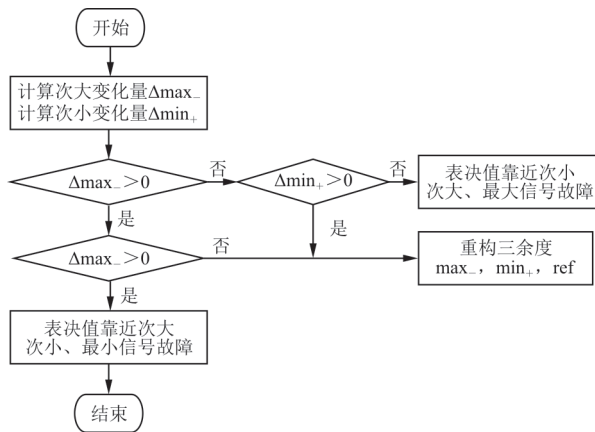 开始
计算次大变化量Δmax₋
计算次小变化量Δmin₊
Δmax₋>0
否
Δmin₊>0
否
表决值靠近次小
次大、最大信号故障
是
是
Δmax₋>0
否
重构三余度
max₋，min₊，ref
是
表决值靠近次大
次小、最小信号故障
结束